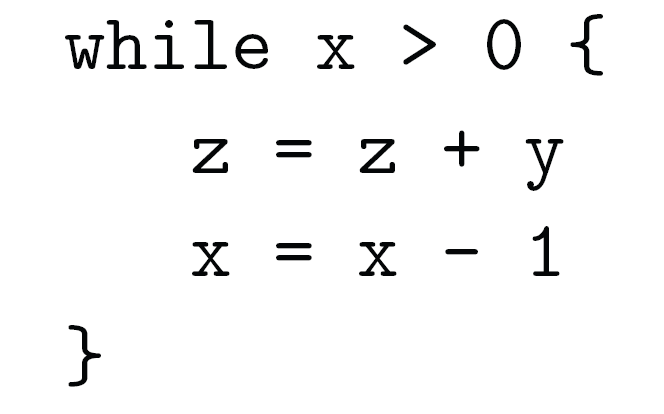 while x > 0 {
   z = z + y
   x = x - 1
}